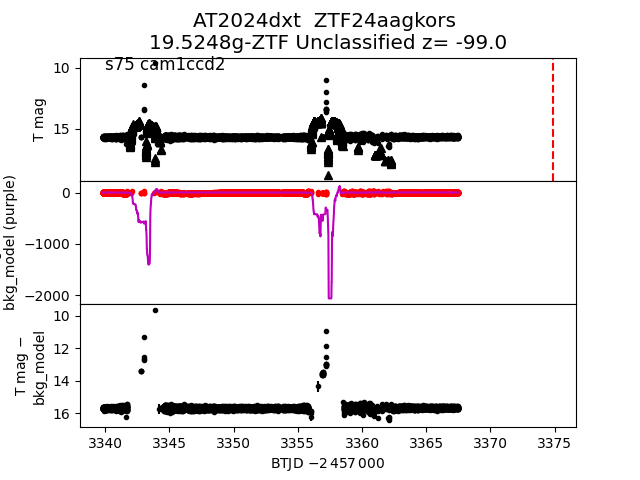 AT2024dxt  ZTF24aagkors
19.5248g-ZTF Unclassified z= -99.0
s75 cam1ccd2
T mag
10
15
bkg_model (purple)
0
−1000
−2000
T mag −
bkg_model
10
12
14
16
3340
3345
3350
3355
3360
3365
3370
3375
BTJD −2 457 000